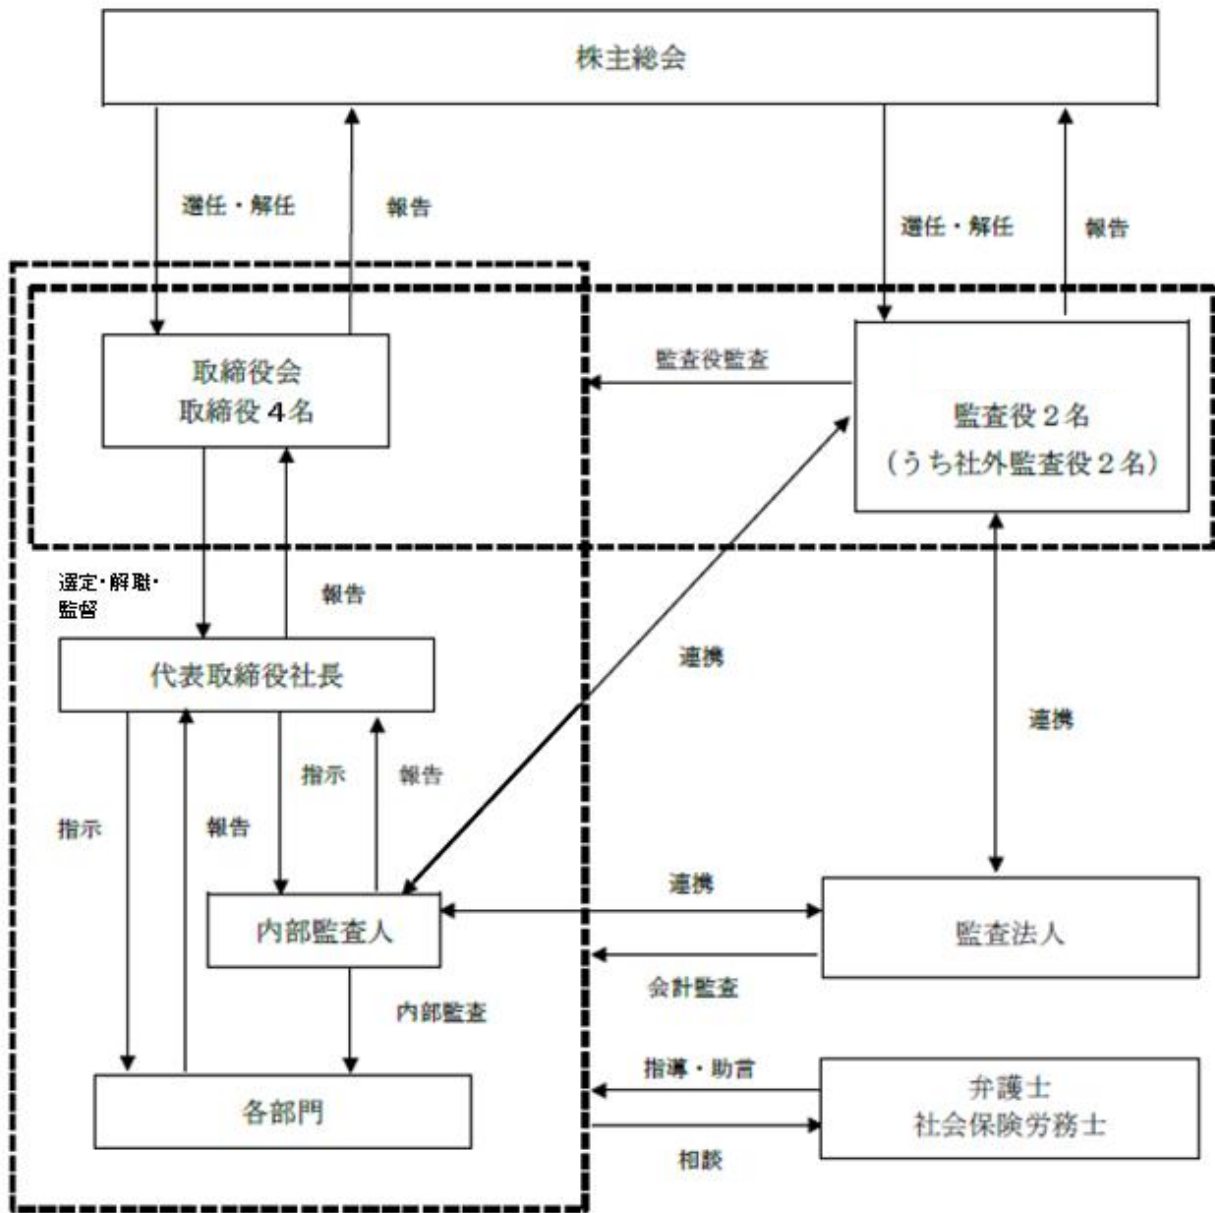 株主総会
選任・解任
報告
選任・解任
報告
取締役会
取締役４名
監査役監査
監査役２名
（うち社外監査役２名）
選定・解職・
監督
報告
代表取締役社長
連携
連携
指示
報告
指示
報告
内部監査人
連携
監査法人
会計監査
内部監査
各部門
指導・助言
弁護士
社会保険労務士
相談